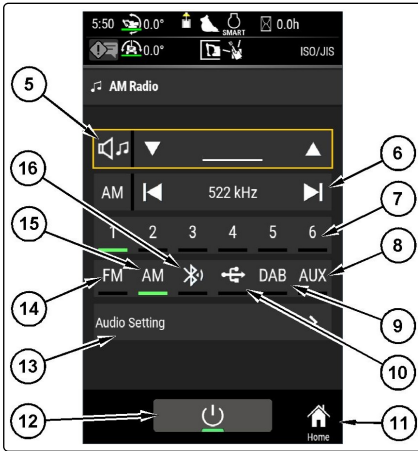 5:50 0.0° SMART 0.0h
0.0° ISO/JIS
AM Radio
5
16
6
AM 522 kHz
15
7
1 2 3 4 5 6
8
FM AM DAB AUX
14
9
Audio Setting
10
13
12
11
Home